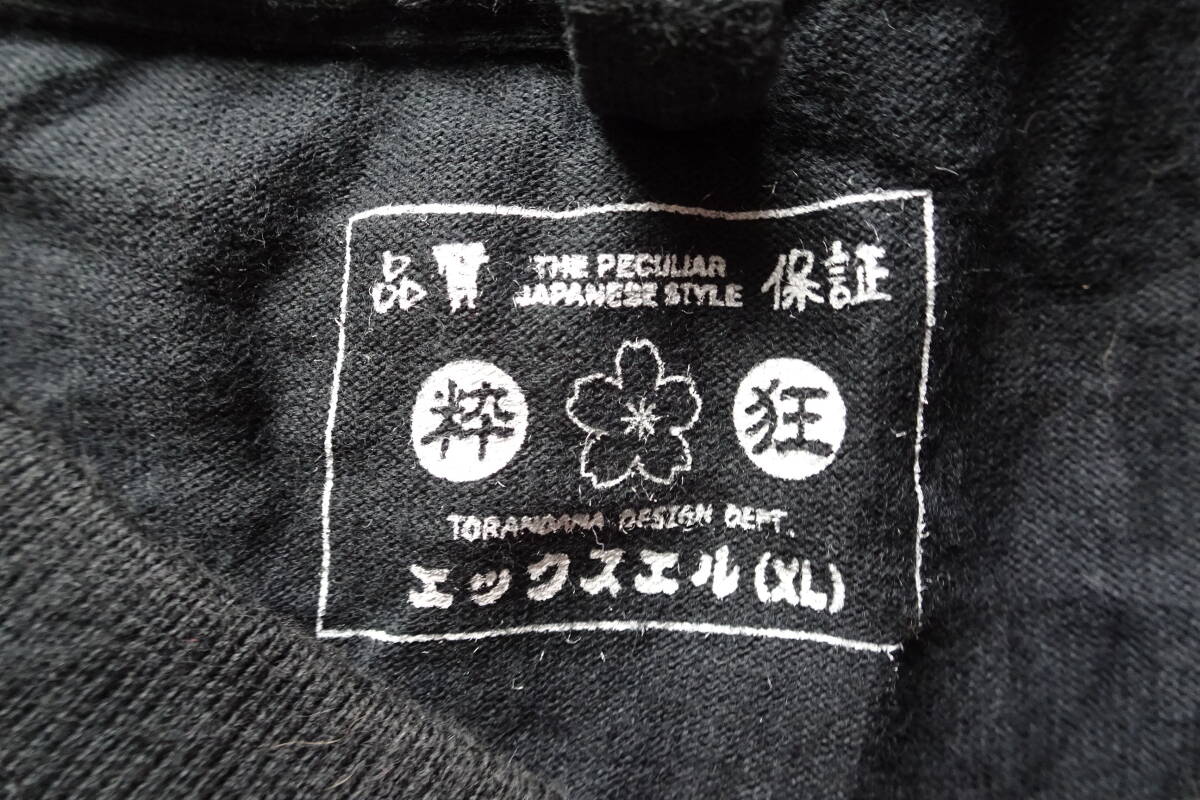 品質 THE PECULIAR JAPANESE STYLE 保証
粋 狂
TORANDAMA DESIGN DEPT.
エックスエル(XL)